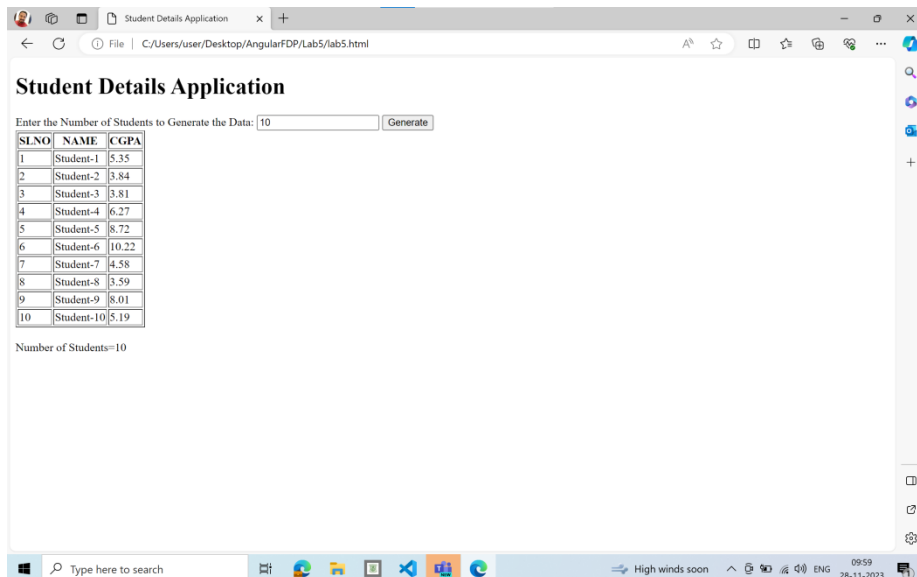 Student Details Application
File C:/Users/user/Desktop/AngularFDP/Lab5/lab5.html
Student Details Application
Enter the Number of Students to Generate the Data: 10 Generate
SLNO NAME CGPA
1 Student-1 5.35
2 Student-2 3.84
3 Student-3 3.81
4 Student-4 6.27
5 Student-5 8.72
6 Student-6 10.22
7 Student-7 4.58
8 Student-8 3.59
9 Student-9 8.01
10 Student-10 5.19
Number of Students=10
Type here to search High winds soon ENG 09:59
28-11-2023